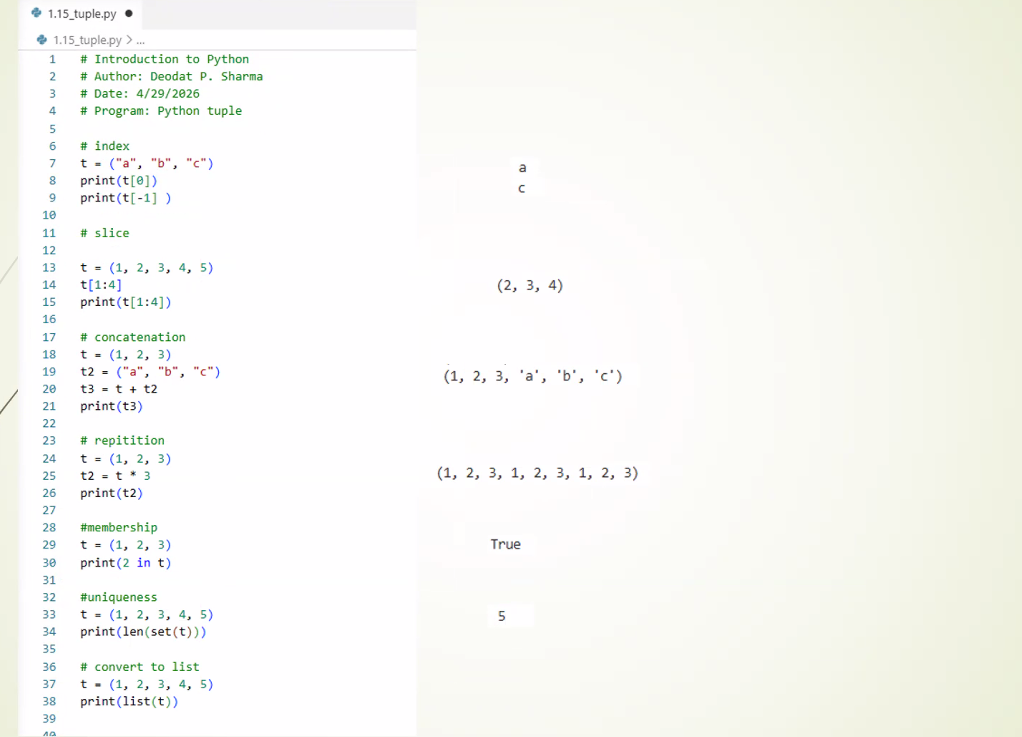 1.15_tuple.py ●
1.15_tuple.py > ...
1 # Introduction to Python
2 # Author: Deodat P. Sharma
3 # Date: 4/29/2026
4 # Program: Python tuple
5
6 # index
7 t = ("a", "b", "c")
8 print(t[0])
9 print(t[-1] )
10
11 # slice
12
13 t = (1, 2, 3, 4, 5)
14 t[1:4]
15 print(t[1:4])
16
17 # concatenation
18 t = (1, 2, 3)
19 t2 = ("a", "b", "c")
20 t3 = t + t2
21 print(t3)
22
23 # repitition
24 t = (1, 2, 3)
25 t2 = t * 3
26 print(t2)
27
28 #membership
29 t = (1, 2, 3)
30 print(2 in t)
31
32 #uniqueness
33 t = (1, 2, 3, 4, 5)
34 print(len(set(t)))
35
36 # convert to list
37 t = (1, 2, 3, 4, 5)
38 print(list(t))
39
40
a
c
(2, 3, 4)
(1, 2, 3, 'a', 'b', 'c')
(1, 2, 3, 1, 2, 3, 1, 2, 3)
True
5